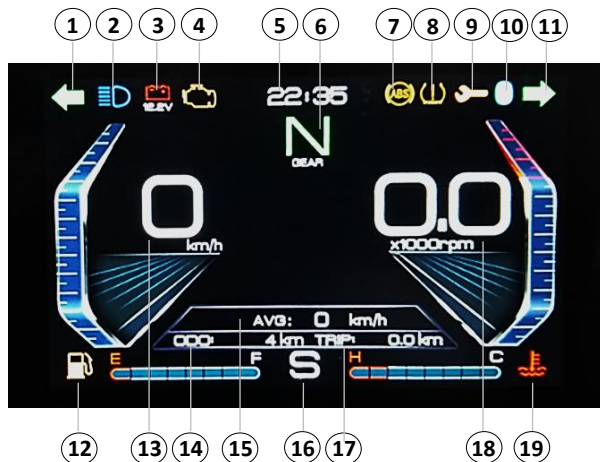 1 2 3 4 5 6 7 8 9 10 11
12.2V 22:35 ABS
N
GEAR
0 0.0
km/h x1000rpm
AVG: 0 km/h
ODO: 4 km TRIP: 0.0 km
E F S H C
12 13 14 15 16 17 18 19